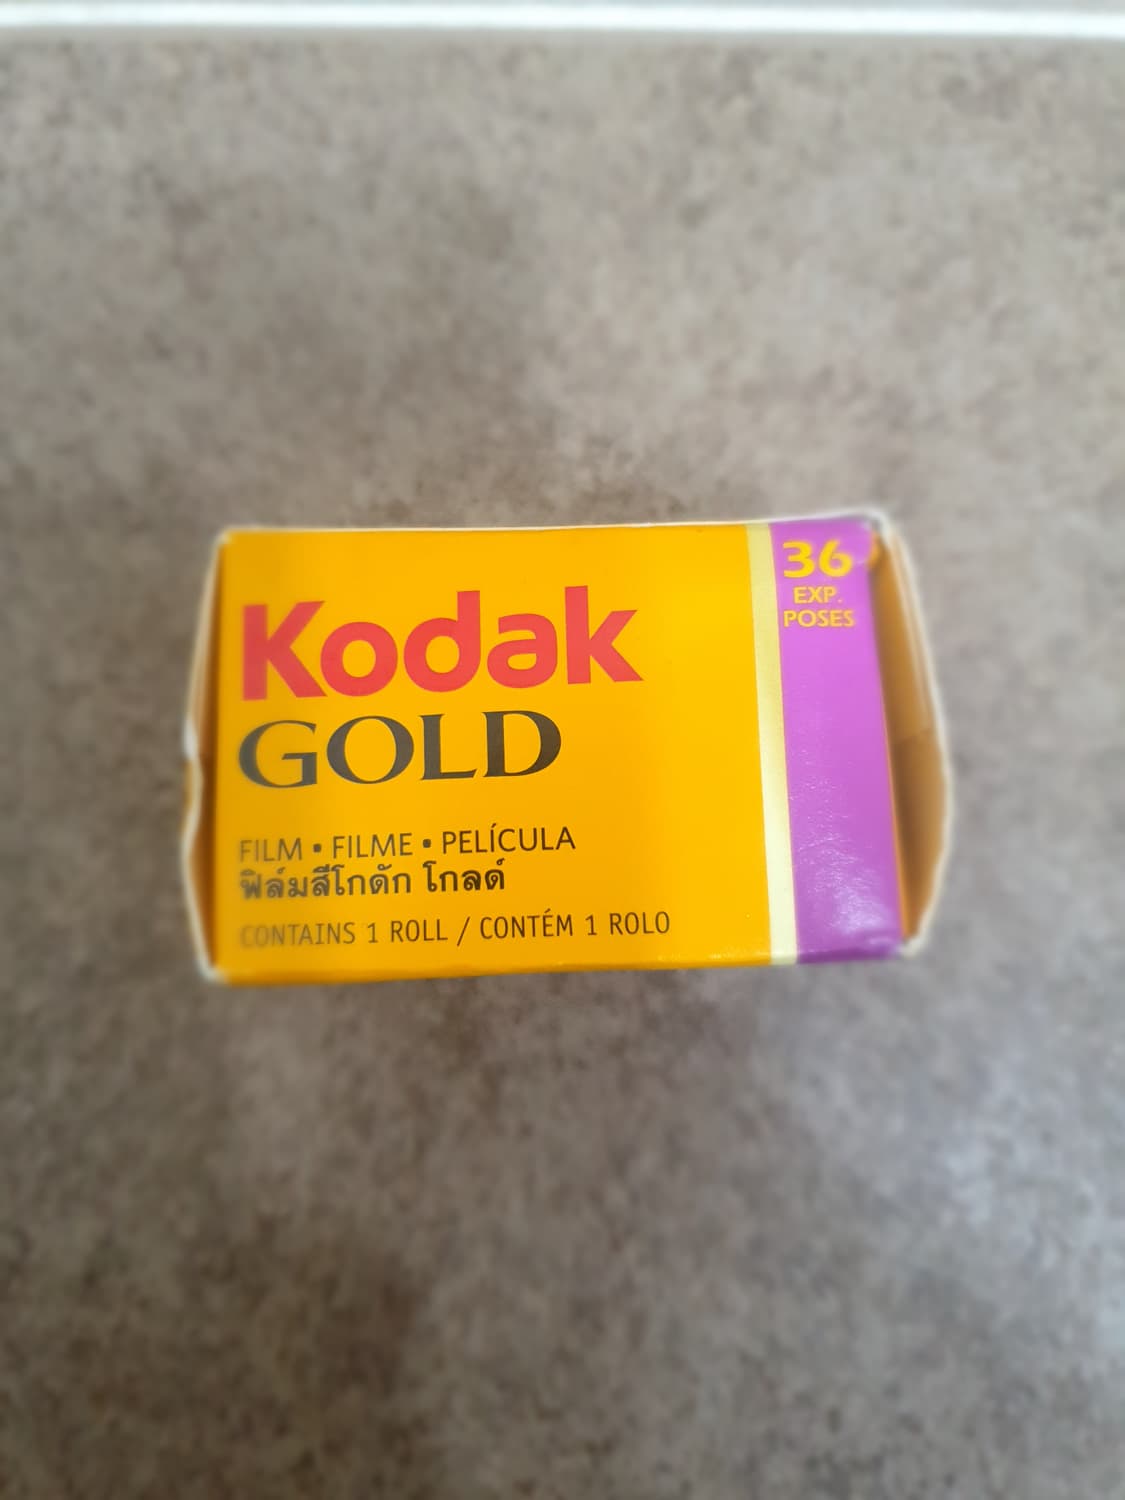 Kodak
GOLD
FILM ▪ FILME ▪ PELÍCULA
ฟิล์มสีโกดัก โกลด์
CONTAINS 1 ROLL / CONTÉM 1 ROLO
36
EXP.
POSES